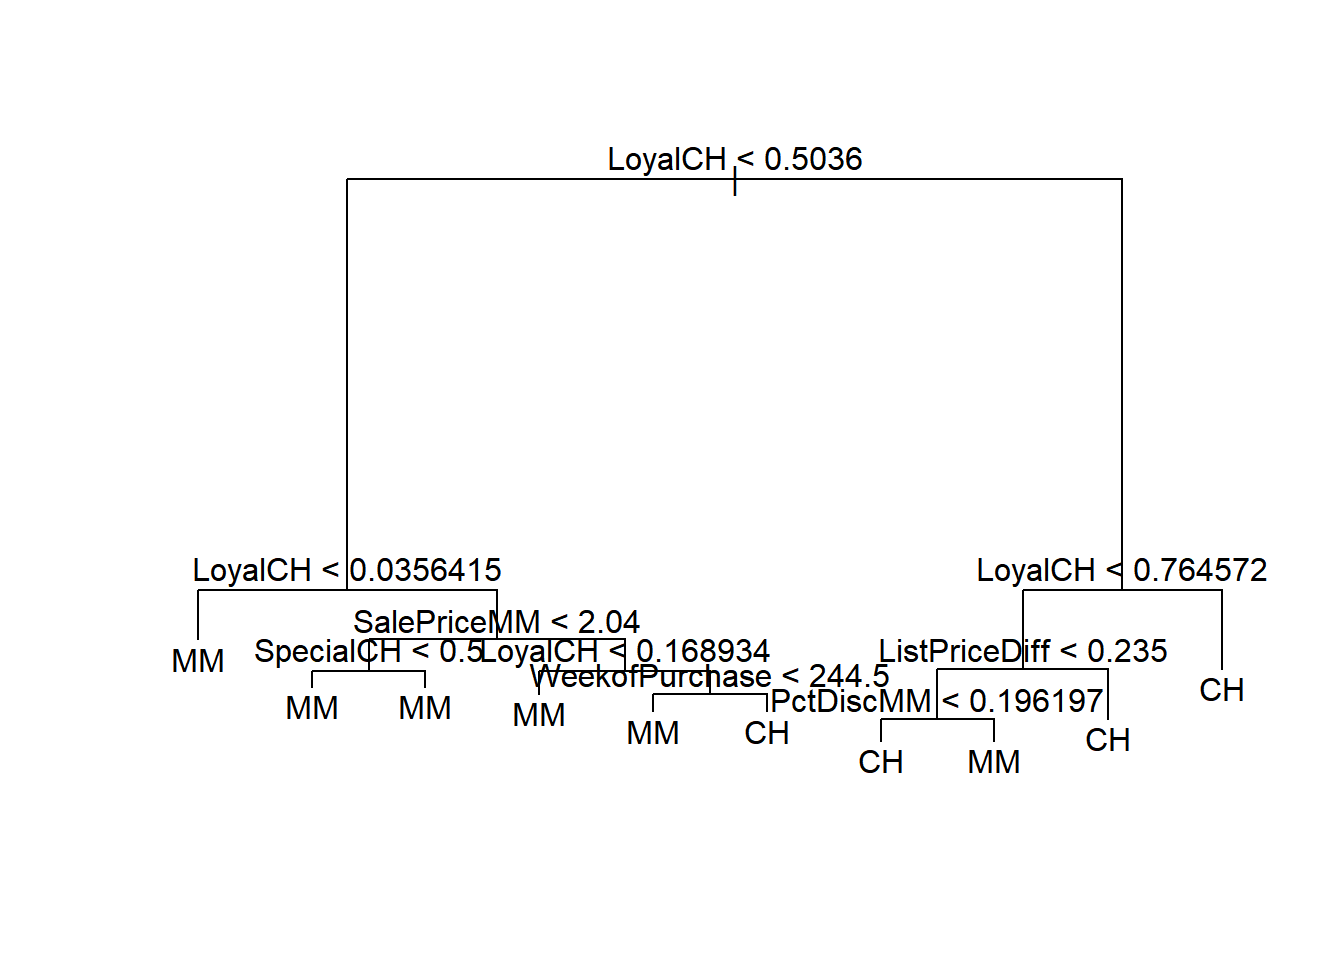 LoyalCH < 0.5036
LoyalCH < 0.0356415
LoyalCH < 0.764572
SalePriceMM < 2.04
MM
SpecialCH < 0.5
LoyalCH < 0.168934
ListPriceDiff < 0.235
WeekofPurchase < 244.5
CH
MM
MM
MM
PctDiscMM < 0.196197
MM
CH
CH
CH
MM